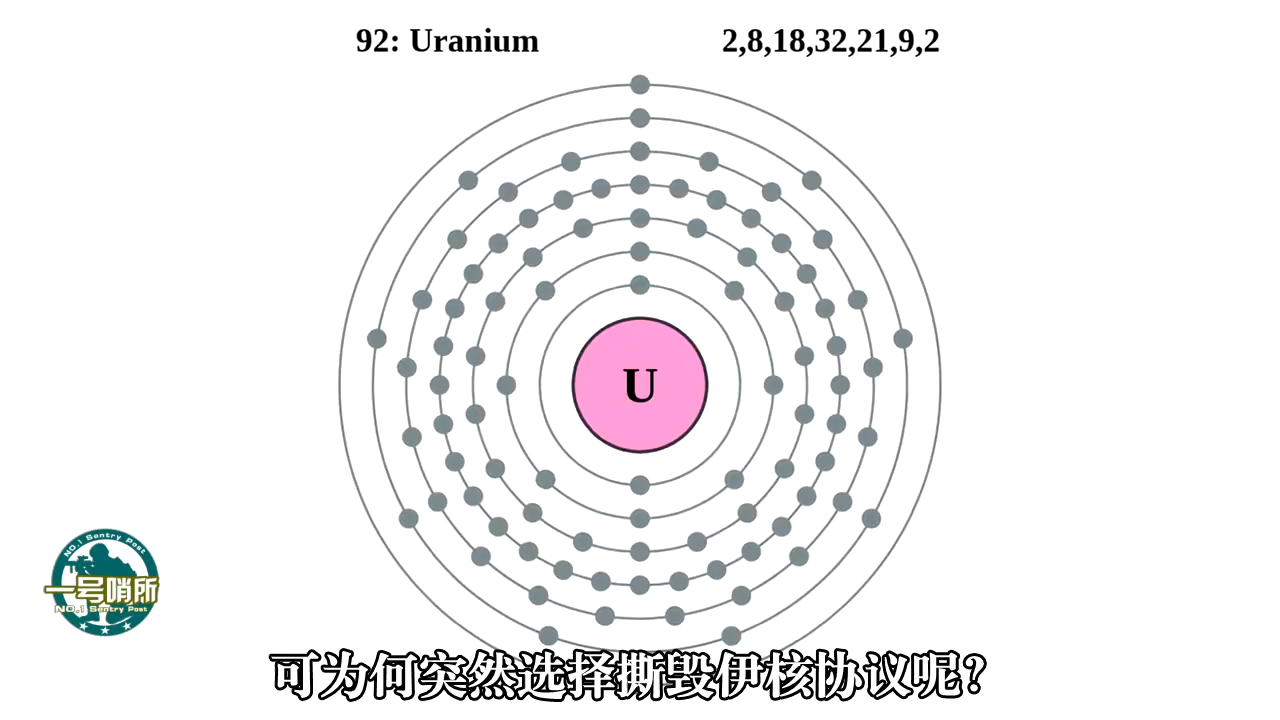 92: Uranium
2,8,18,32,21,9,2
U
NO.1 Sentry Post
一号哨所
NO.1 Sentry Post
可为何突然选择撕毁伊核协议呢?